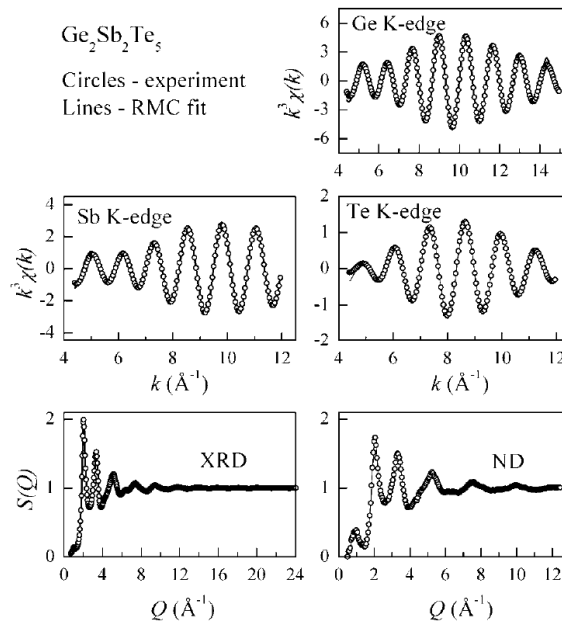 Ge₂Sb₂Te₅
Circles - experiment
Lines - RMC fit
Ge K-edge
k³χ(k)
6
3
0
-3
-6
4 6 8 10 12 14
Sb K-edge
k³χ(k)
4
2
0
-2
-4
4 6 8 10 12
k (Å⁻¹)
Te K-edge
2
1
0
-1
-2
4 6 8 10 12
k (Å⁻¹)
XRD
S(Q)
2
1
0
0 4 8 12 16 20 24
Q (Å⁻¹)
ND
2
1
0
0 2 4 6 8 10 12
Q (Å⁻¹)